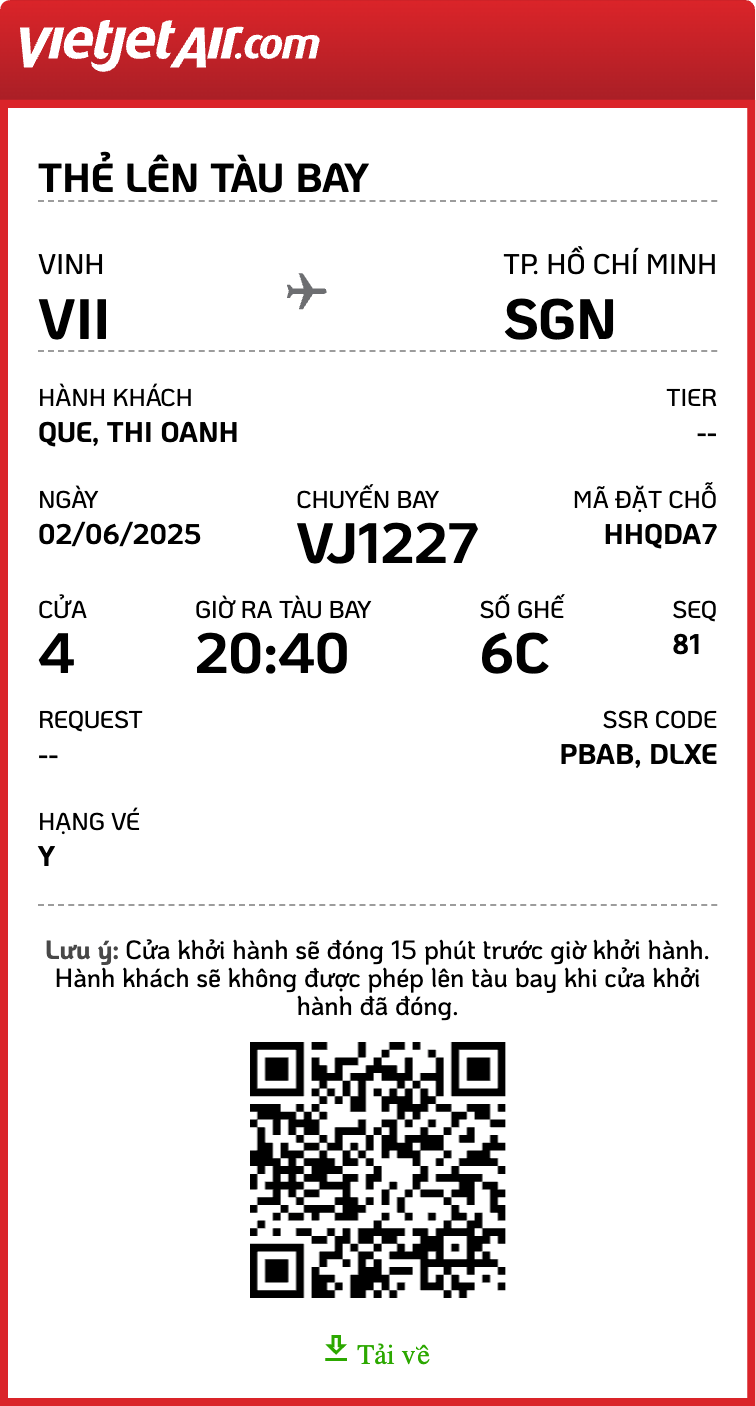 vietjetAir.com
THẺ LÊN TÀU BAY
VINH
TP. HỒ CHÍ MINH
VII
SGN
HÀNH KHÁCH
TIER
QUE, THI OANH
--
NGÀY
CHUYẾN BAY
MÃ ĐẶT CHỖ
02/06/2025
VJ1227
HHQDA7
CỬA
GIỜ RA TÀU BAY
SỐ GHẾ
SEQ
4
20:40
6C
81
REQUEST
SSR CODE
--
PBAB, DLXE
HẠNG VÉ
Y
Lưu ý: Cửa khởi hành sẽ đóng 15 phút trước giờ khởi hành.
Hành khách sẽ không được phép lên tàu bay khi cửa khởi
hành đã đóng.
Tải về